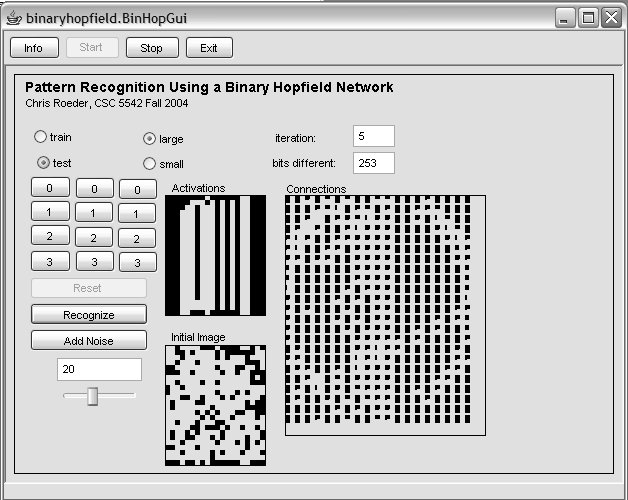 binaryhopfield.BinHopGui
Info Start Stop Exit
Pattern Recognition Using a Binary Hopfield Network
Chris Roeder, CSC 5542 Fall 2004
train large iteration: 5
test small bits different: 253
0 0 0 Activations Connections
1 1 1
2 2 2
3 3 3
Reset
Recognize
Add Noise Initial Image
20